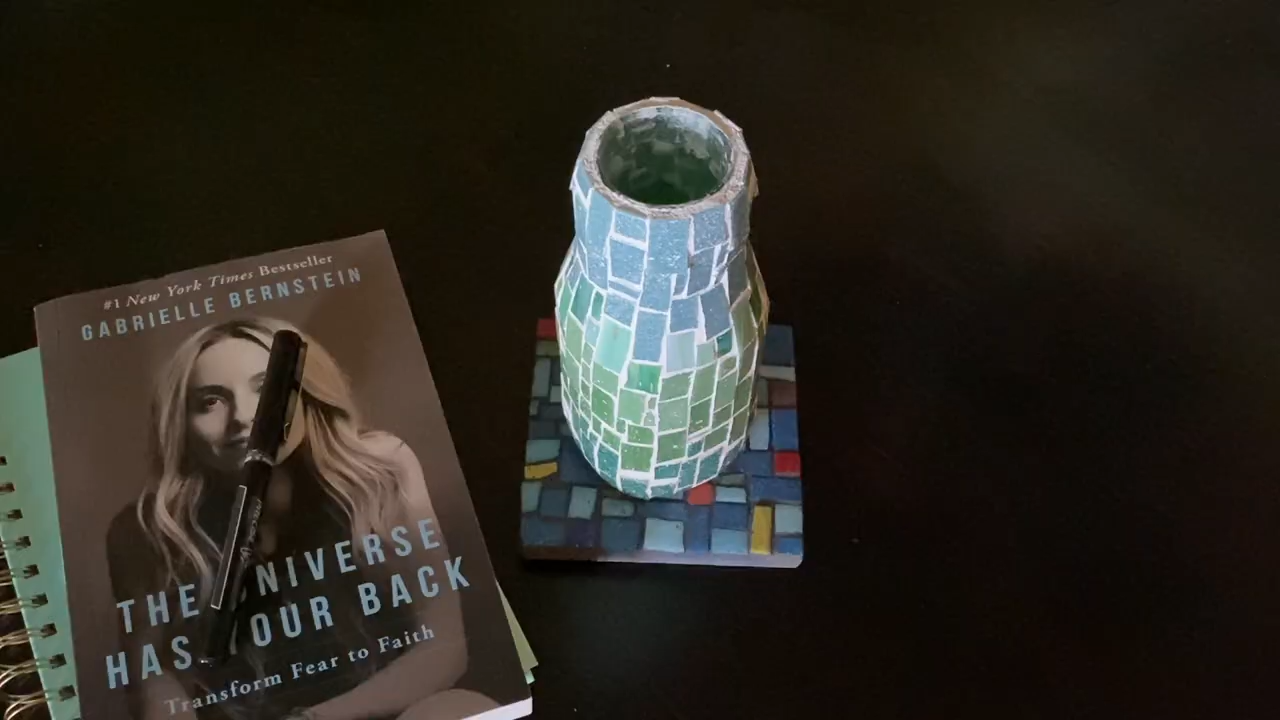 #1 New York Times Bestseller
GABRIELLE BERNSTEIN
THE NIVERSE
HAS OUR BACK
Transform Fear to Faith